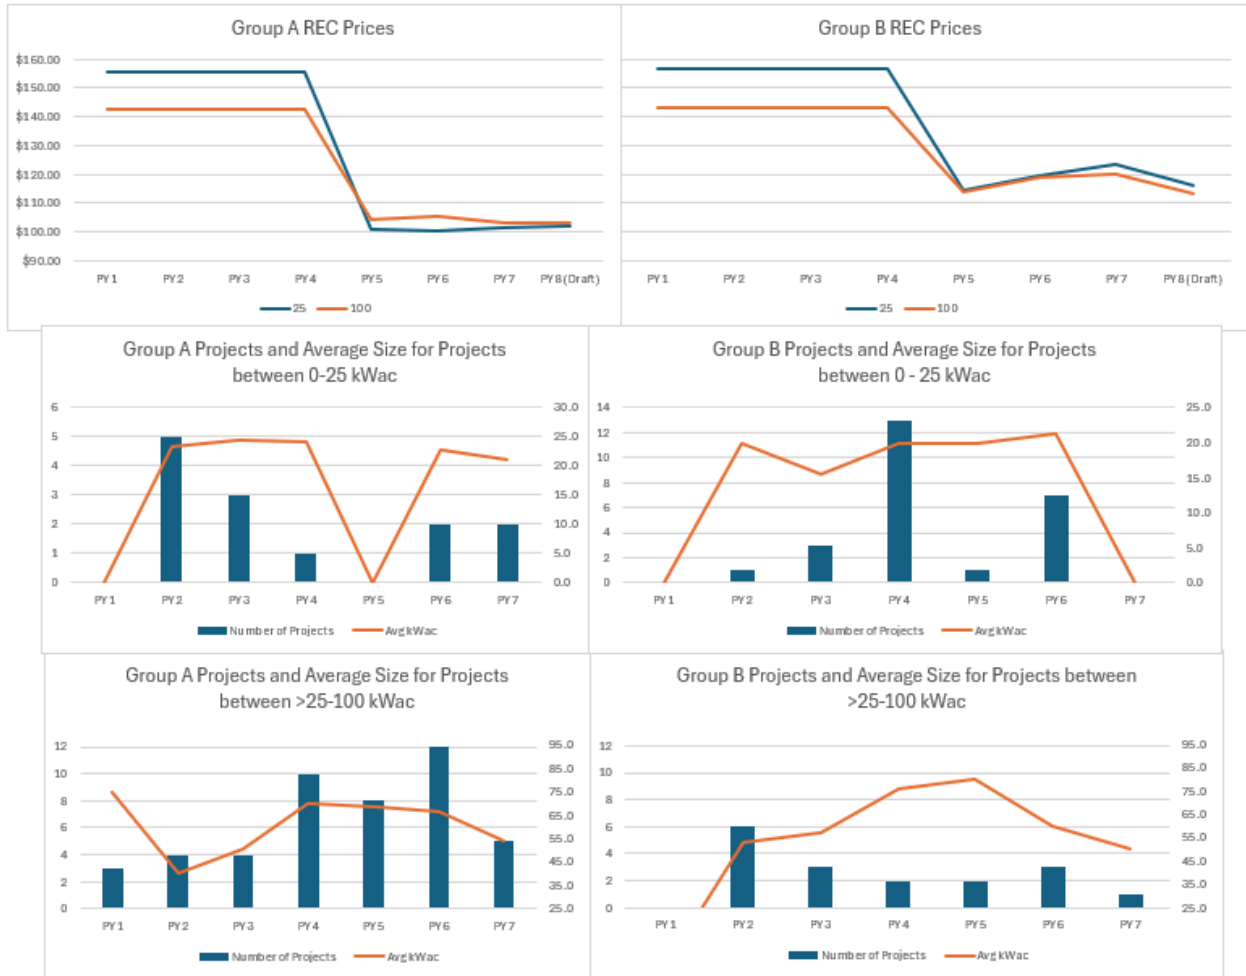 Group A REC Prices
$160.00
$150.00
$140.00
$130.00
$120.00
$110.00
$100.00
$90.00
PY1 PY2 PY3 PY4 PY5 PY6 PY7 PY8(Draft)
25 100
Group B REC Prices
PY1 PY2 PY3 PY4 PY5 PY6 PY7 PY8(Draft)
25 100
Group A Projects and Average Size for Projects
between 0-25 kWac
6 30.0
5 25.0
4 20.0
3 15.0
2 10.0
1 5.0
0 0.0
PY1 PY2 PY3 PY4 PY5 PY6 PY7
Number of Projects Avg kWac
Group B Projects and Average Size for Projects
between 0 - 25 kWac
14 25.0
12 20.0
10 15.0
8 10.0
6 5.0
4 0.0
2
0
PY1 PY2 PY3 PY4 PY5 PY6 PY7
Number of Projects Avg kWac
Group A Projects and Average Size for Projects
between >25-100 kWac
12 95.0
10 85.0
8 75.0
6 65.0
4 55.0
2 45.0
0 35.0
25.0
PY1 PY2 PY3 PY4 PY5 PY6 PY7
Number of Projects Avg kWac
Group B Projects and Average Size for Projects between
>25-100 kWac
12 95.0
10 85.0
8 75.0
6 65.0
4 55.0
2 45.0
0 35.0
25.0
PY1 PY2 PY3 PY4 PY5 PY6 PY7
Number of Projects Avg kWac